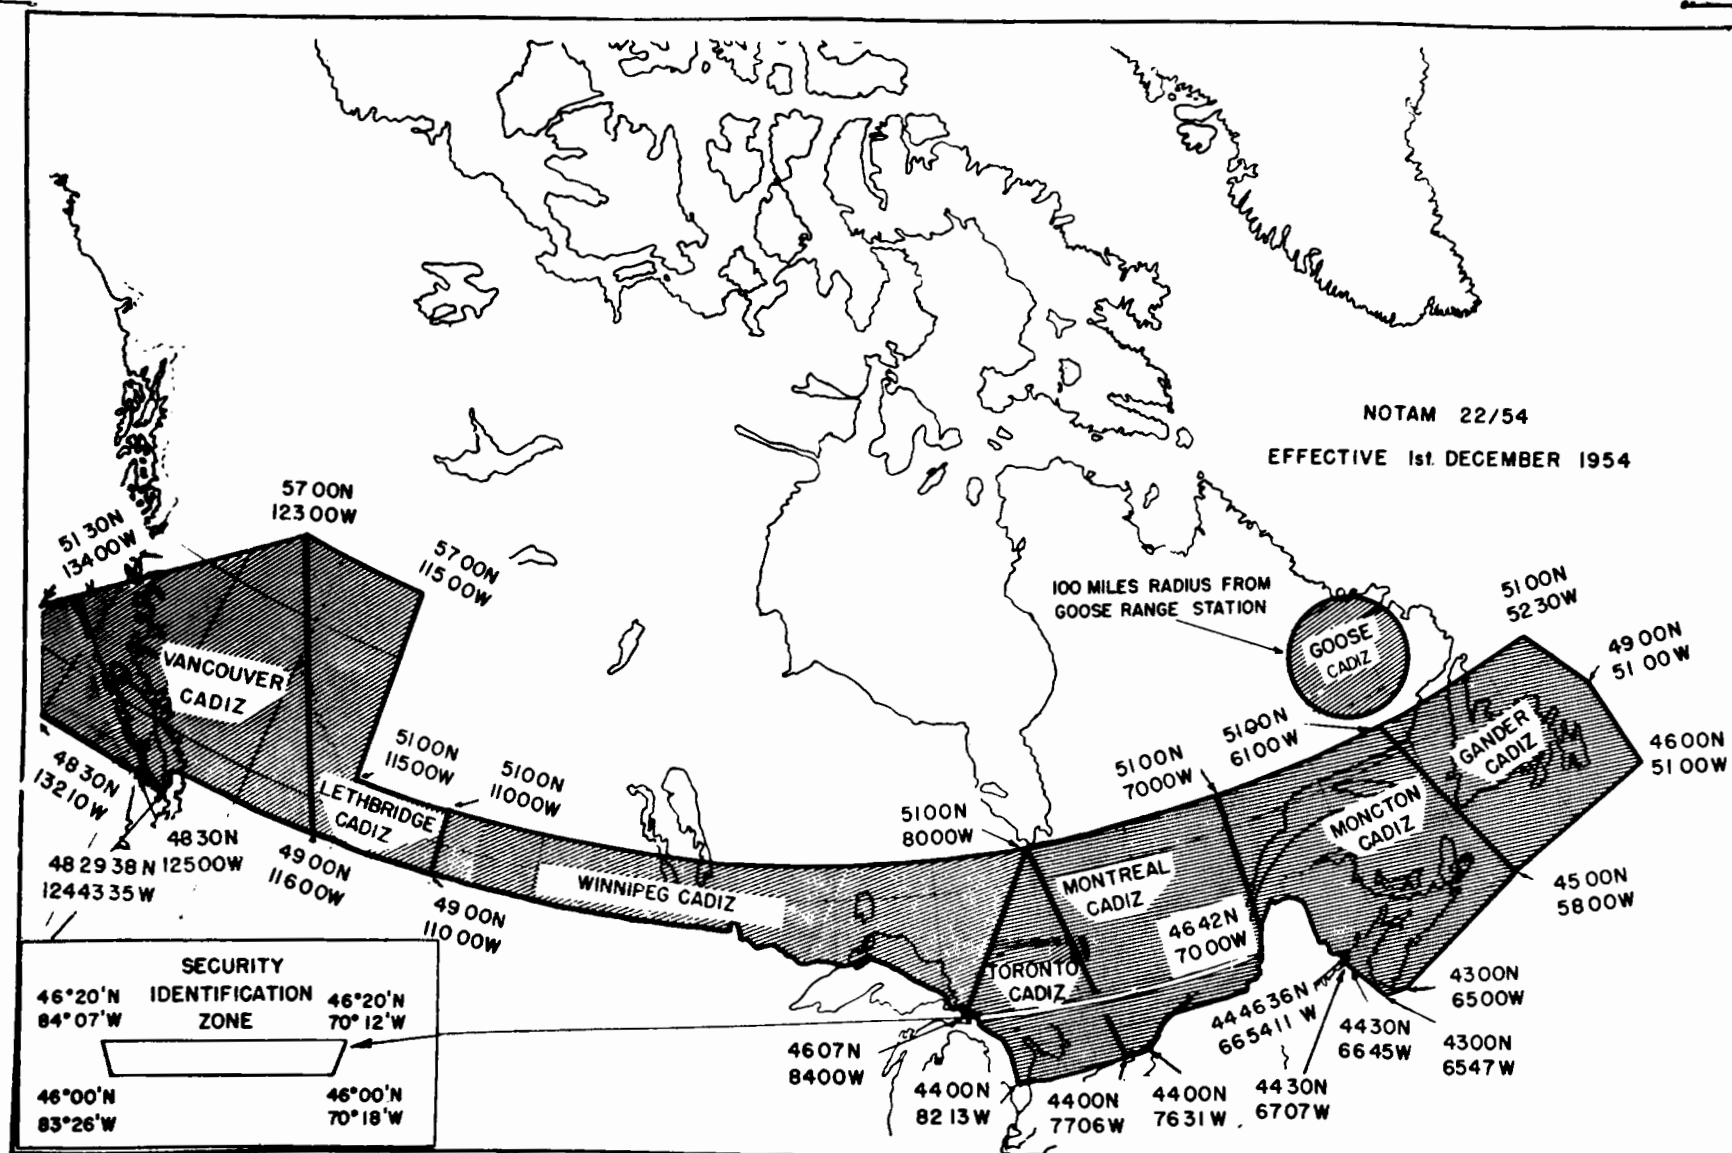 NOTAM 22/54
EFFECTIVE 1st. DECEMBER 1954
57 00N
123 00W
51 30N
134 00W
57 00N
115 00W
100 MILES RADIUS FROM
GOOSE RANGE STATION
GOOSE
CADIZ
51 00N
52 30W
49 00N
51 00W
46 00N
51 00W
VANCOUVER
CADIZ
GANDER
CADIZ
51 00N
61 00W
51 00N
70 00W
51 00N
115 00W
51 00N
110 00W
51 00N
80 00W
LETHBRIDGE
CADIZ
MONCTON
CADIZ
48 30N
132 10W
48 30N
125 00W
48 29 38 N
124 43 35 W
49 00N
116 00W
49 00N
110 00W
WINNIPEG CADIZ
MONTREAL
CADIZ
46 42N
70 00W
45 00N
58 00W
TORONTO
CADIZ
43 00N
65 00W
44 46 36 N
66 54 11 W
44 30N
66 45W
43 00N
65 47W
46 07N
84 00W
44 00N
82 13W
44 00N
77 06W
44 00N
76 31W
44 30N
67 07W
SECURITY
IDENTIFICATION
ZONE
46°20'N
84°07'W
46°20'N
70°12'W
46°00'N
83°26'W
46°00'N
70°18'W